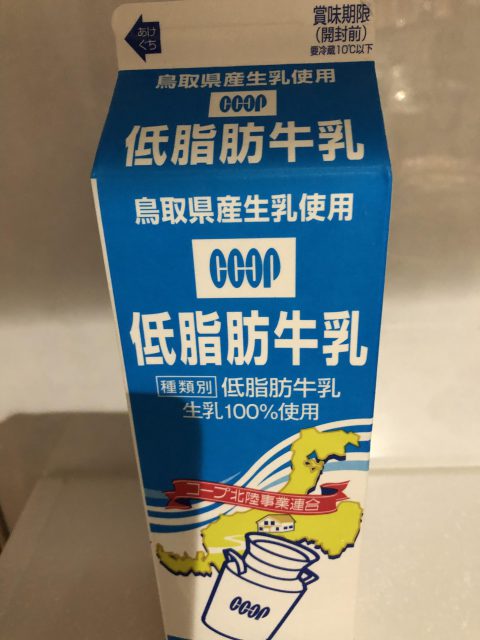 あけ
ぐち
賞味期限
(開封前)
要冷蔵10℃以下
鳥取県産生乳使用
COOP
低脂肪牛乳
鳥取県産生乳使用
COOP
低脂肪牛乳
種類別 低脂肪牛乳
生乳100%使用
コープ北陸事業連合
COOP